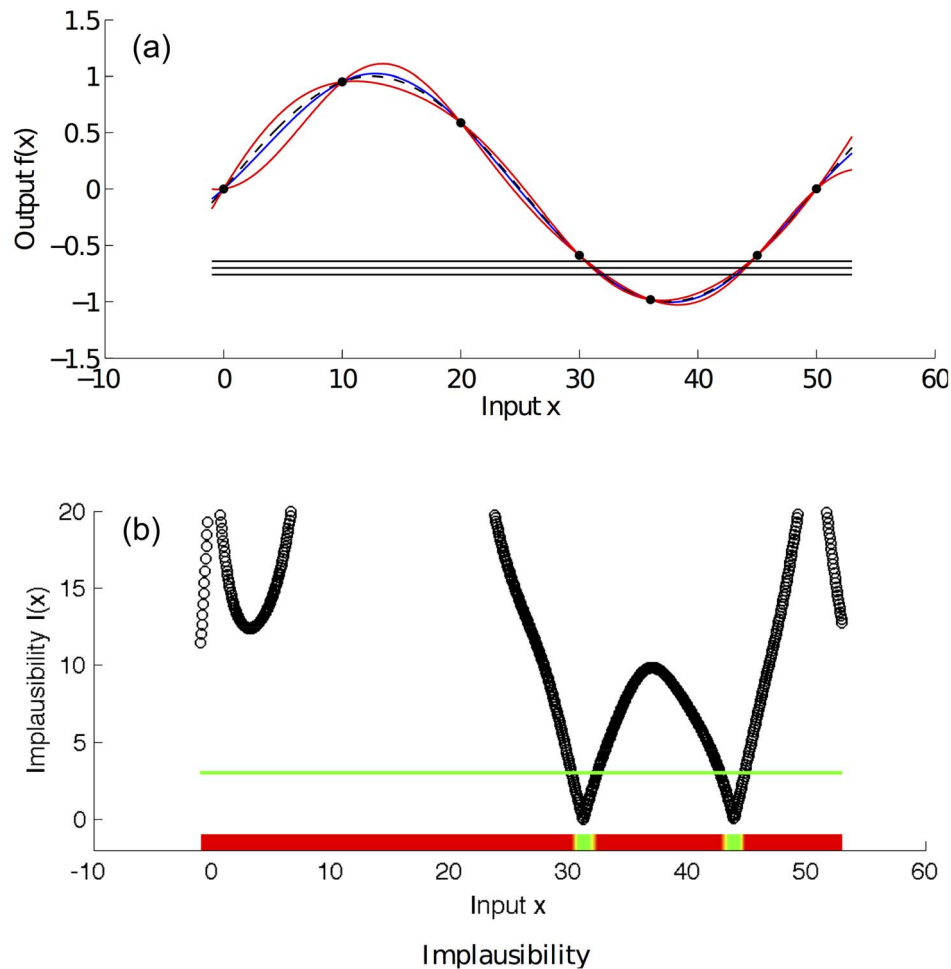 (a)
Output f(x)
1.5
1
0.5
0
−0.5
−1
−1.5
−10 0 10 20 30 40 50 60
Input x
(b)
Implausibility I(x)
20
15
10
5
0
-10 0 10 20 30 40 50 60
Input x
Implausibility